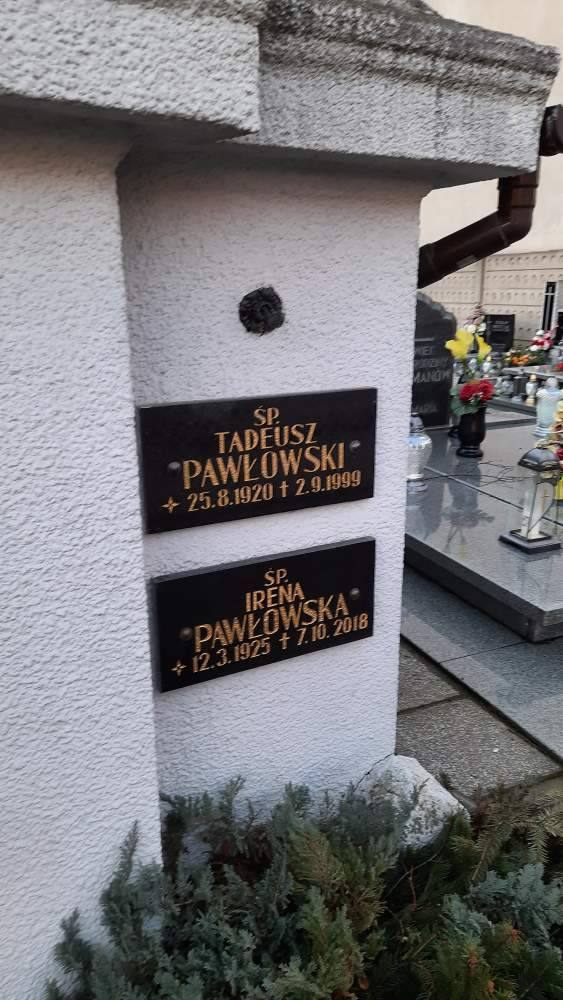 ŚP.
TADEUSZ
PAWŁOWSKI
✧ 25.8.1920 † 2.9.1999
ŚP.
IRENA
PAWŁOWSKA
✧ 12.3.1925 † 7.10.2018